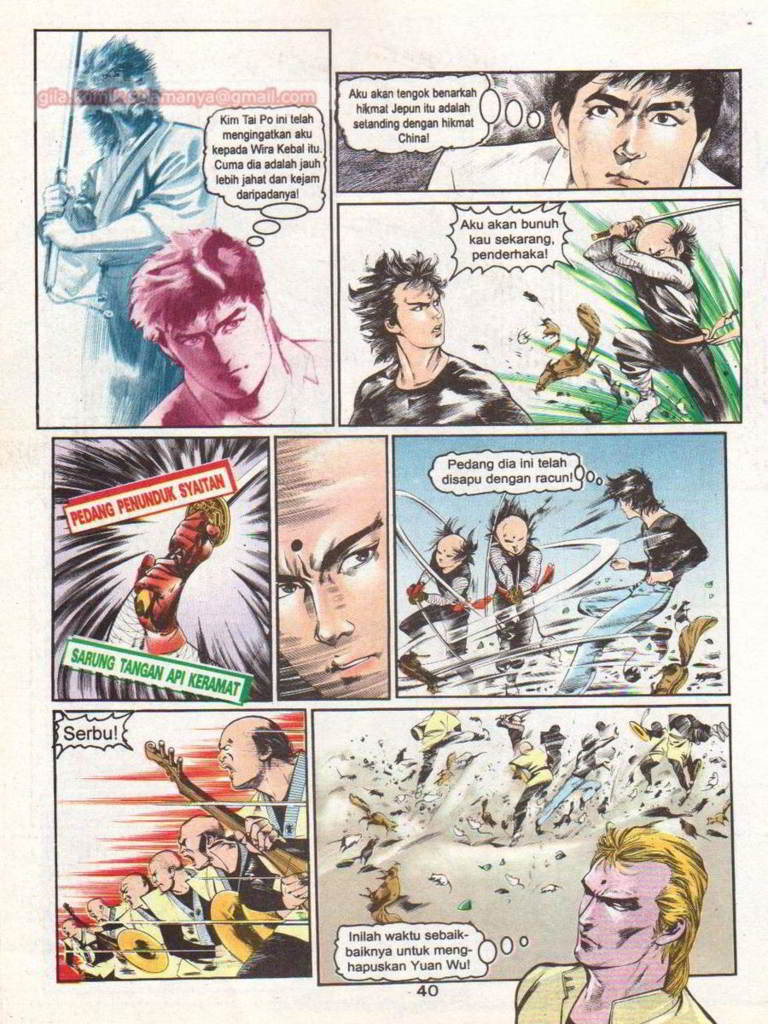 Kim Tai Po ini telah
mengingatkan aku
kepada Wira Kebal itu.
Cuma dia adalah jauh
lebih jahat dan kejam
daripadanya!
Aku akan tengok benarkah
hikmat Jepun itu adalah
setanding dengan hikmat
China!
Aku akan bunuh
kau sekarang,
penderhaka!
PEDANG PENUNDUK SYAITAN
SARUNG TANGAN API KERAMAT
Pedang dia ini telah
disapu dengan racun!
Serbu!
Inilah waktu sebaik-
baiknya untuk meng-
hapuskan Yuan Wu!
40